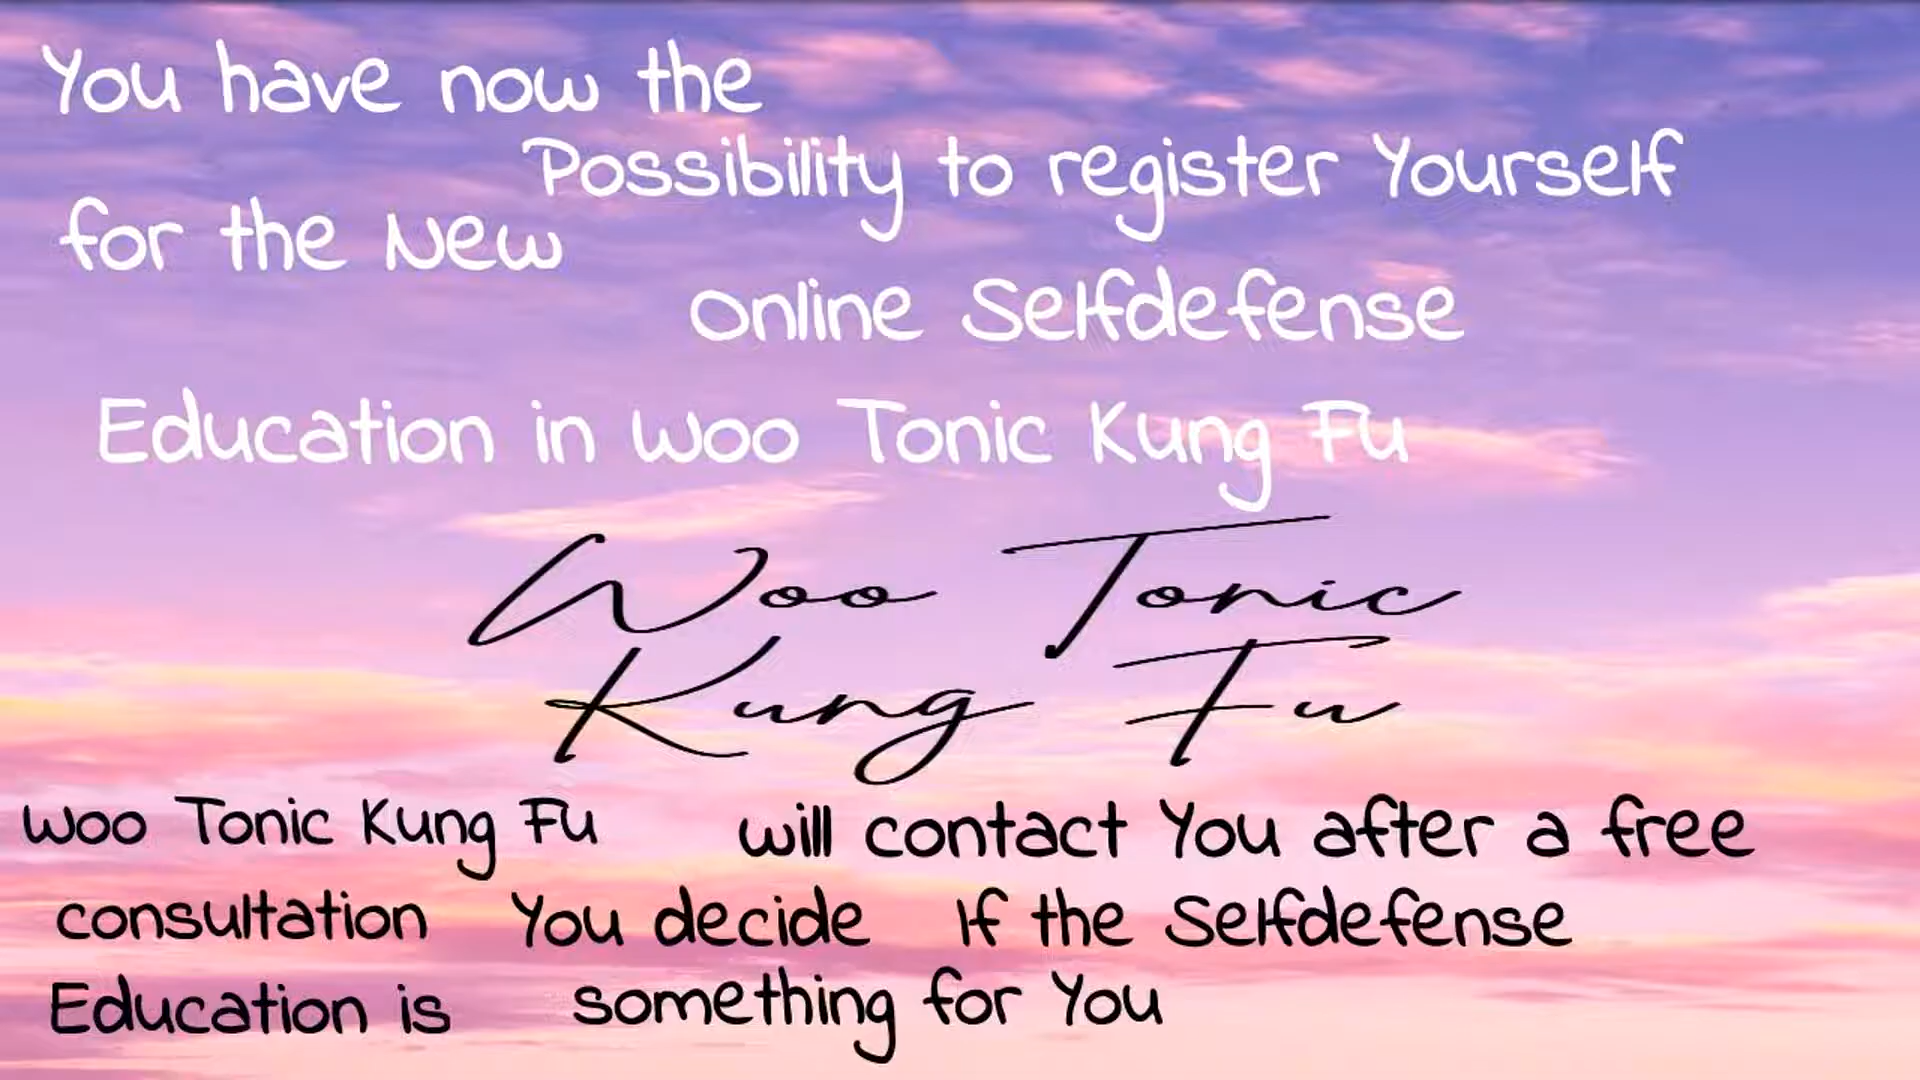 You have now the
Possibility to register Yourself
for the New
Online Selfdefense
Education in Woo Tonic Kung Fu
Woo Tonic
Kung Fu
Woo Tonic Kung Fu will contact You after a free
consultation You decide If the Selfdefense
Education is something for You